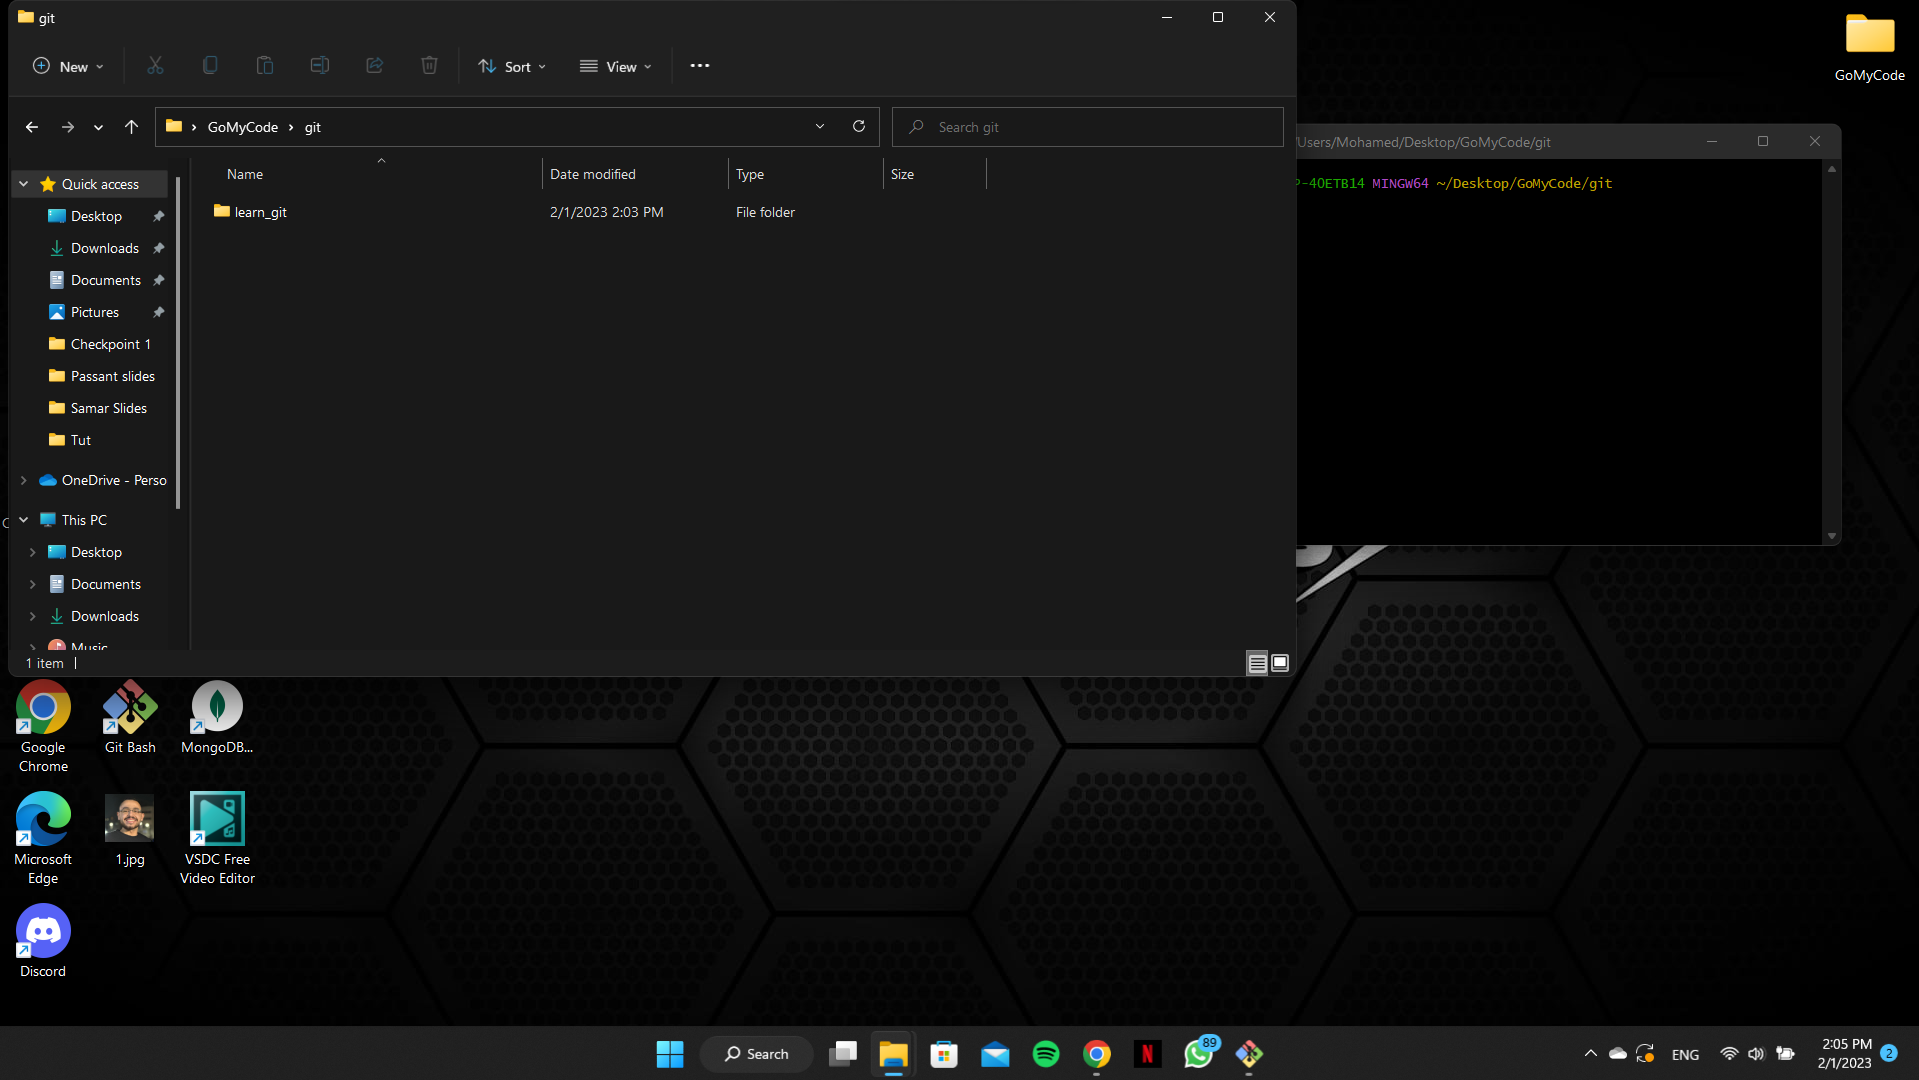 git
New
Sort
View
GoMyCode
git
Search git
Name
Date modified
Type
Size
Quick access
Desktop
Downloads
Documents
Pictures
Checkpoint 1
Passant slides
Samar Slides
Tut
OneDrive - Perso
This PC
Desktop
Documents
Downloads
Music
learn_git
2/1/2023 2:03 PM
File folder
1 item
GoMyCode
/Users/Mohamed/Desktop/GoMyCode/git
P-4OETB14 MINGW64 ~/Desktop/GoMyCode/git
Google
Chrome
Git Bash
MongoDB...
Microsoft
Edge
1.jpg
VSDC Free
Video Editor
Discord
Search
N
89
ENG
2:05 PM
2/1/2023
2